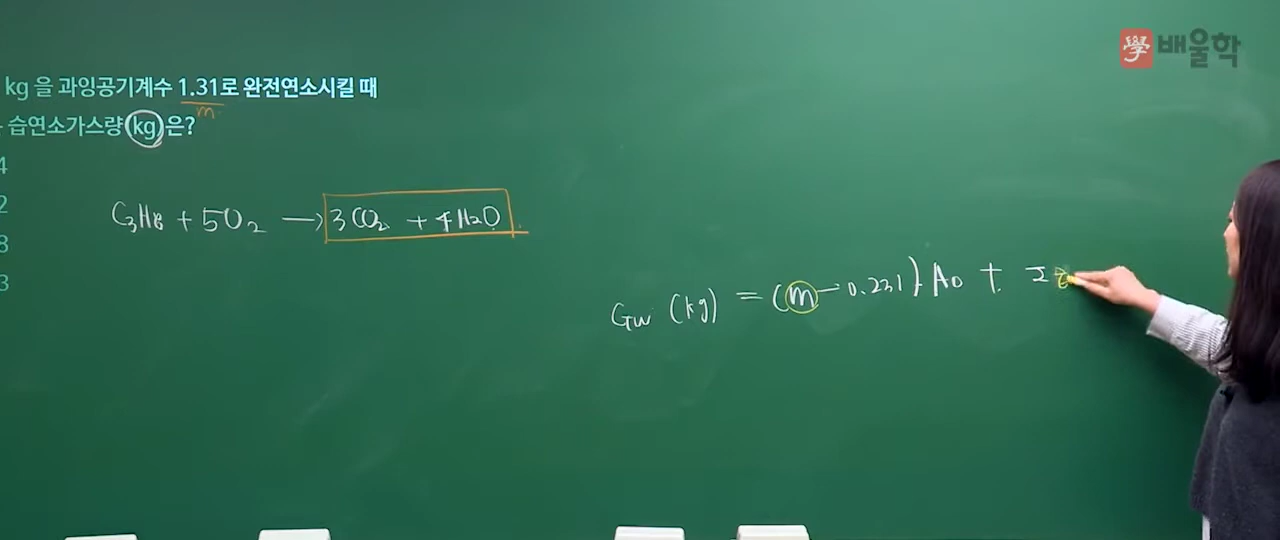 學 배울학
kg 을 과잉공기계수 1.31로 완전연소시킬 때
m
습연소가스량(kg)은?
4
2
8
3
C3H8 + 5O2 → 3CO2 + 4H2O
Gw (kg) = (m - 0.231) A0 +